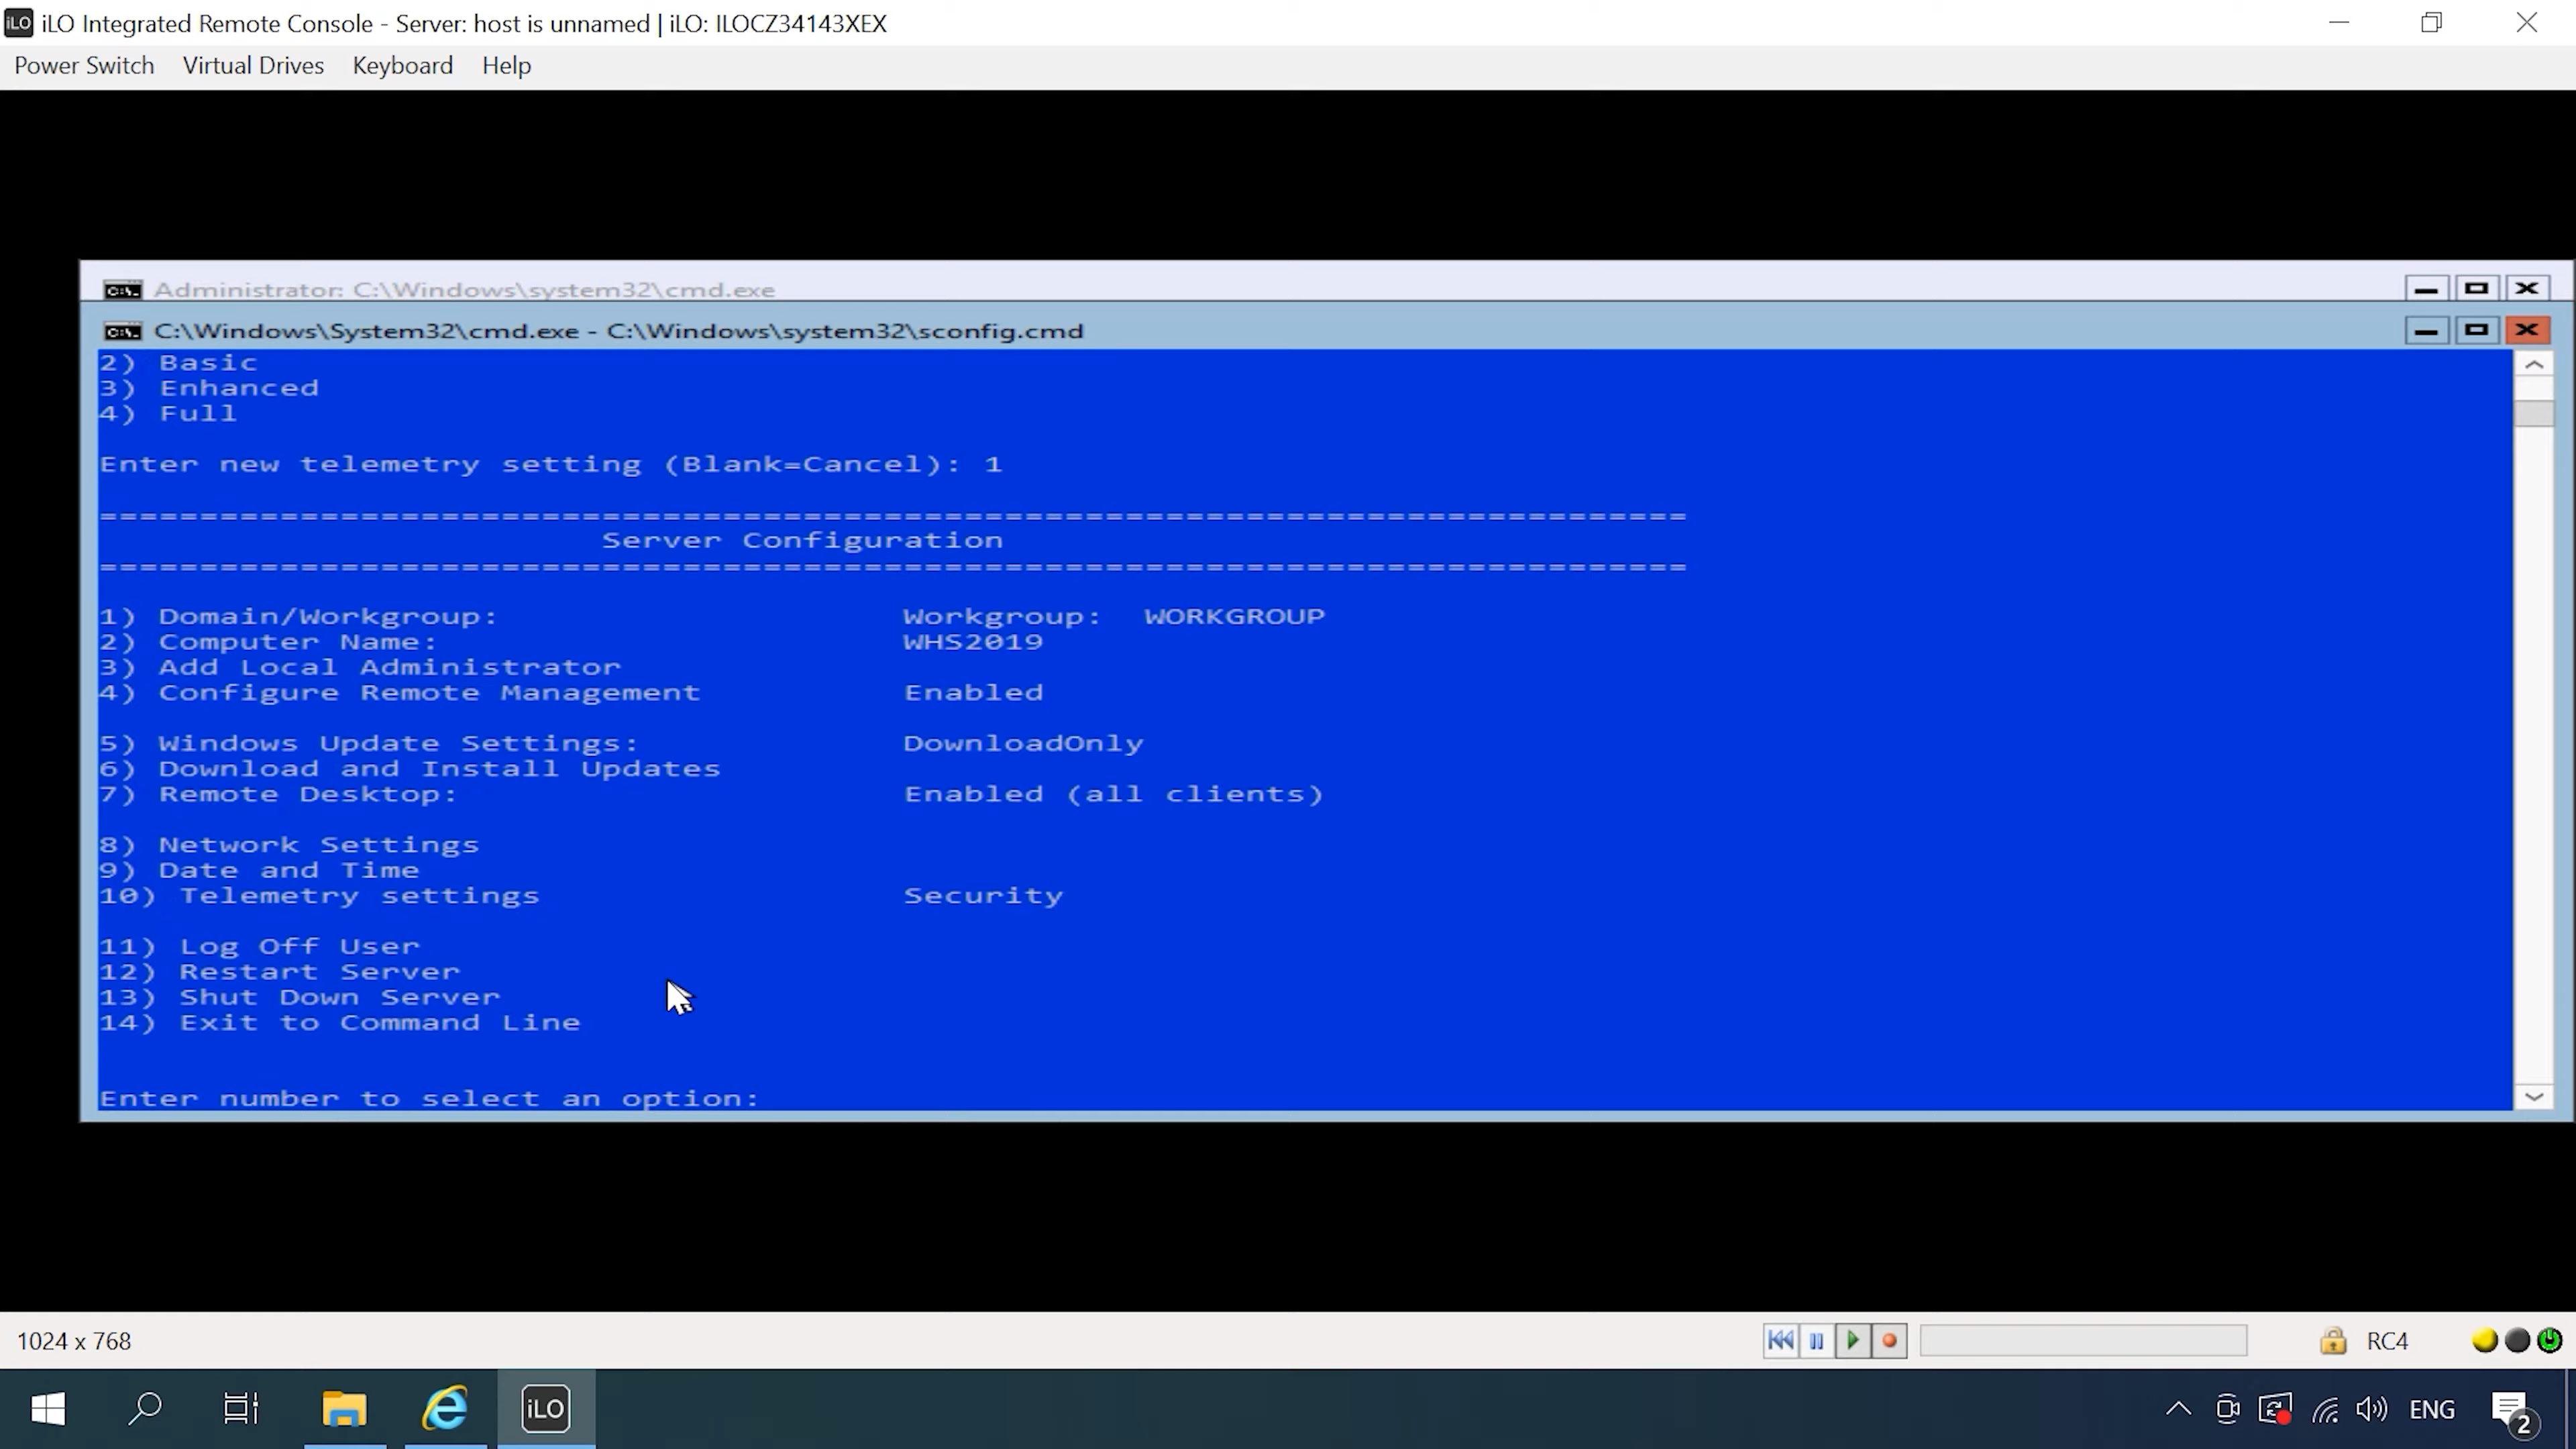 iLO iLO Integrated Remote Console - Server: host is unnamed | iLO: ILOCZ34143XEX
Power Switch Virtual Drives Keyboard Help
C:\. Administrator: C:\Windows\system32\cmd.exe
C:\. C:\Windows\System32\cmd.exe - C:\Windows\system32\sconfig.cmd
2) Basic
3) Enhanced
4) Full
Enter new telemetry setting (Blank=Cancel): 1
===============================================================================
Server Configuration
===============================================================================
1) Domain/Workgroup: Workgroup: WORKGROUP
2) Computer Name: WHS2019
3) Add Local Administrator
4) Configure Remote Management Enabled
5) Windows Update Settings: DownloadOnly
6) Download and Install Updates
7) Remote Desktop: Enabled (all clients)
8) Network Settings
9) Date and Time
10) Telemetry settings Security
11) Log Off User
12) Restart Server
13) Shut Down Server
14) Exit to Command Line
Enter number to select an option:
1024 x 768 RC4
iLO ENG 2